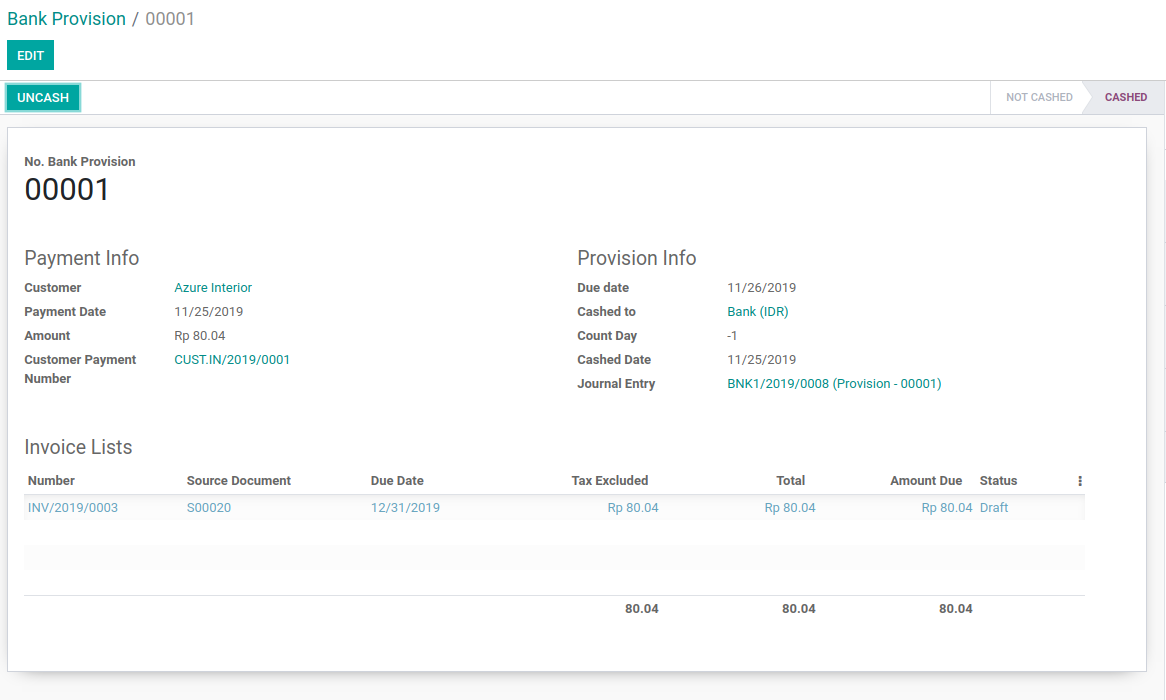 Bank Provision / 00001
EDIT
UNCASH
NOT CASHED
CASHED
No. Bank Provision
00001
Payment Info
Customer Azure Interior
Payment Date 11/25/2019
Amount Rp 80.04
Customer Payment CUST.IN/2019/0001
Number
Provision Info
Due date 11/26/2019
Cashed to Bank (IDR)
Count Day -1
Cashed Date 11/25/2019
Journal Entry BNK1/2019/0008 (Provision - 00001)
Invoice Lists
Number Source Document Due Date Tax Excluded Total Amount Due Status
INV/2019/0003 S00020 12/31/2019 Rp 80.04 Rp 80.04 Rp 80.04 Draft
80.04 80.04 80.04